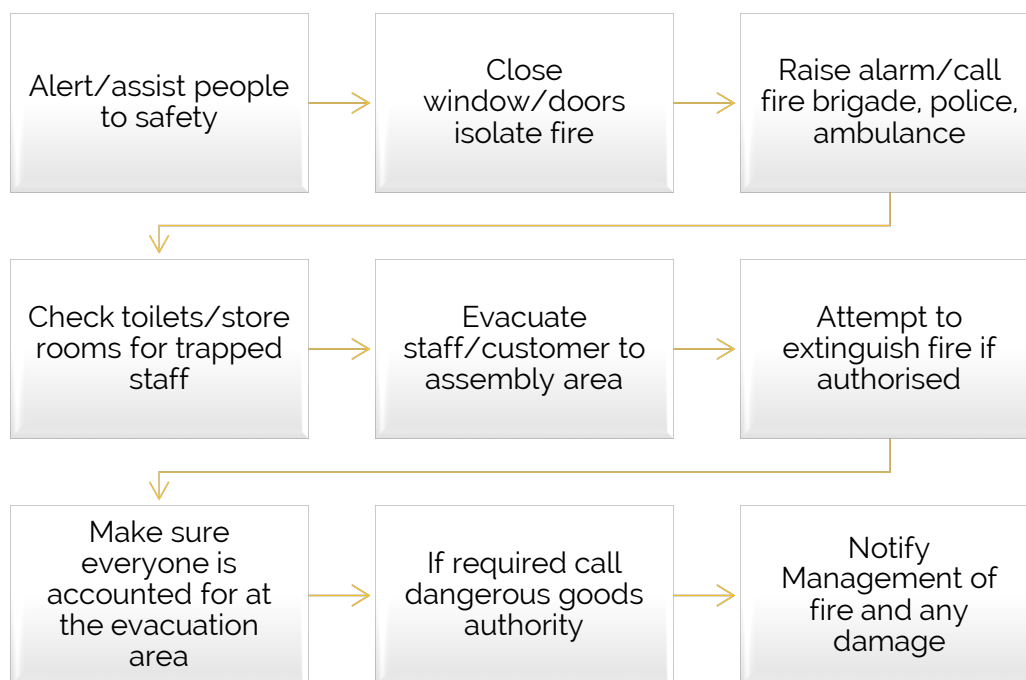 Alert/assist people
to safety
Close
window/doors
isolate fire
Raise alarm/call
fire brigade, police,
ambulance
Check toilets/store
rooms for trapped
staff
Evacuate
staff/customer to
assembly area
Attempt to
extinguish fire if
authorised
Make sure
everyone is
accounted for at
the evacuation
area
If required call
dangerous goods
authority
Notify
Management of
fire and any
damage